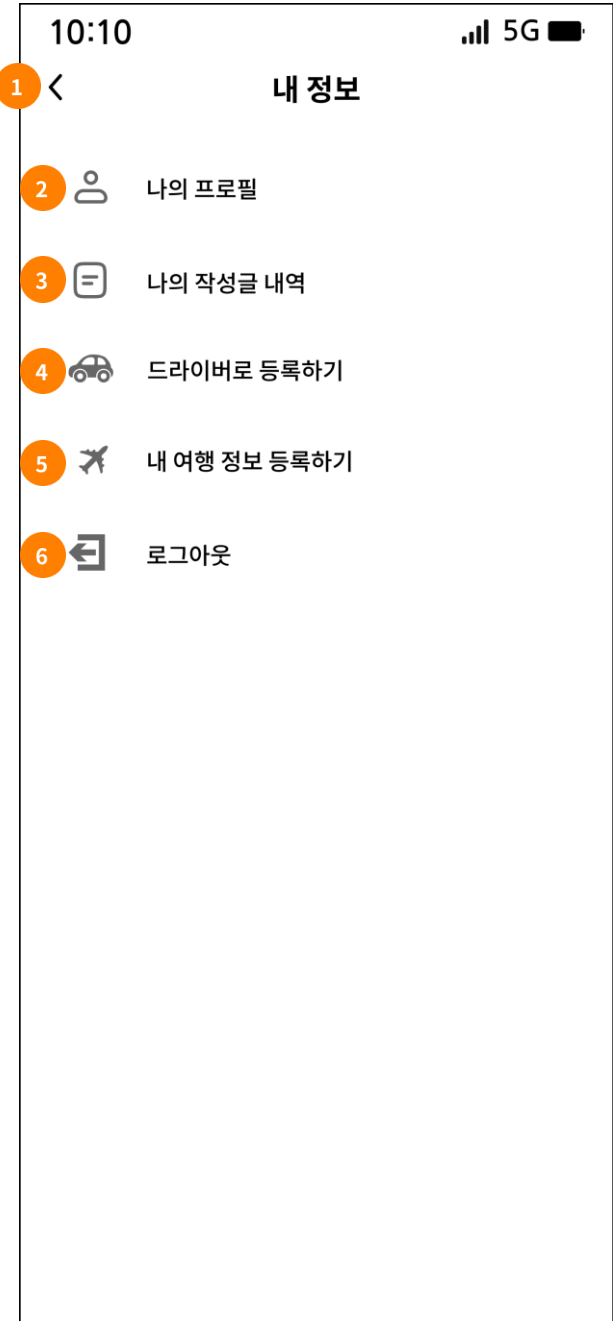 10:10 5G
1 내 정보
2 나의 프로필
3 나의 작성글 내역
4 드라이버로 등록하기
5 내 여행 정보 등록하기
6 로그아웃